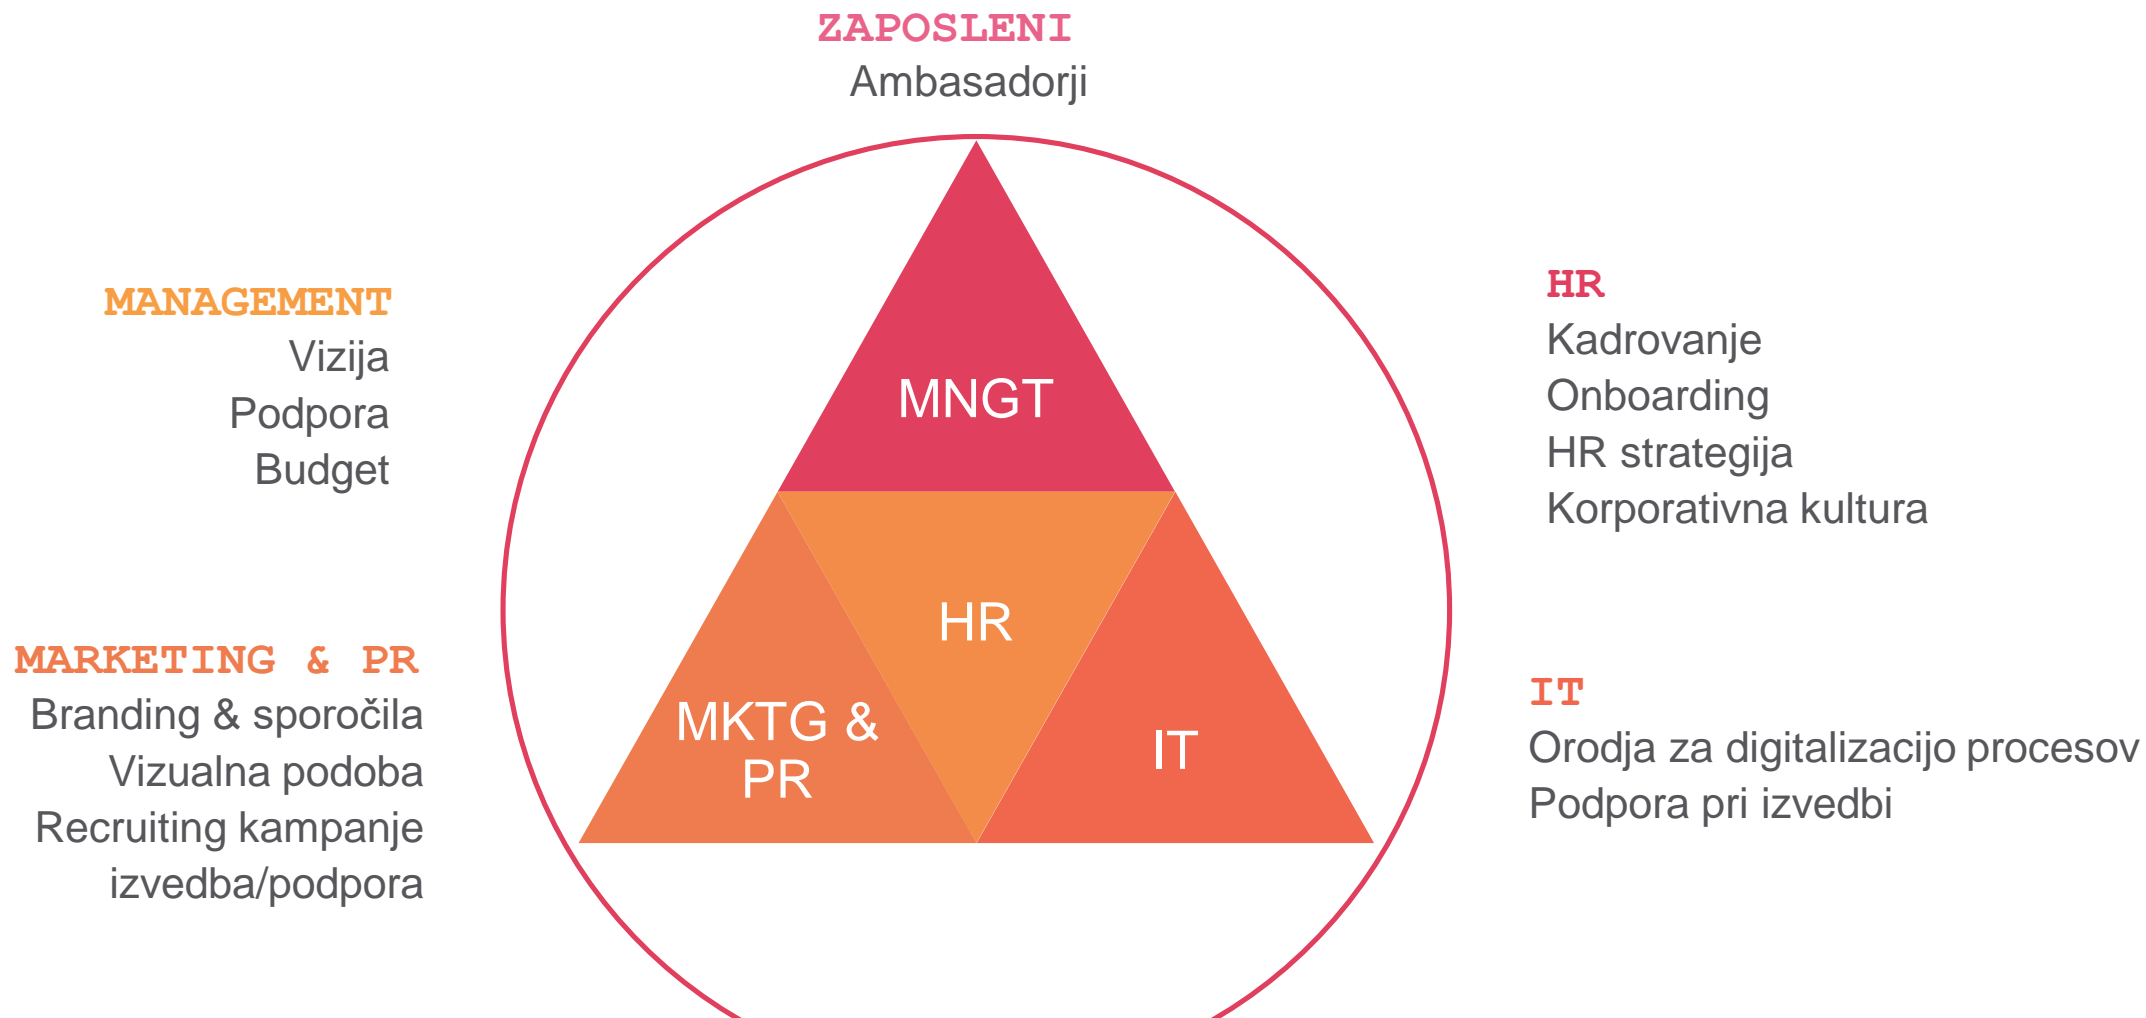 ZAPOSLENI
Ambasadorji
MANAGEMENT
Vizija
Podpora
Budget
MARKETING & PR
Branding & sporočila
Vizualna podoba
Recruiting kampanje
izvedba/podpora
MNGT
HR
MKTG &
PR
IT
HR
Kadrovanje
Onboarding
HR strategija
Korporativna kultura
IT
Orodja za digitalizacijo procesov
Podpora pri izvedbi